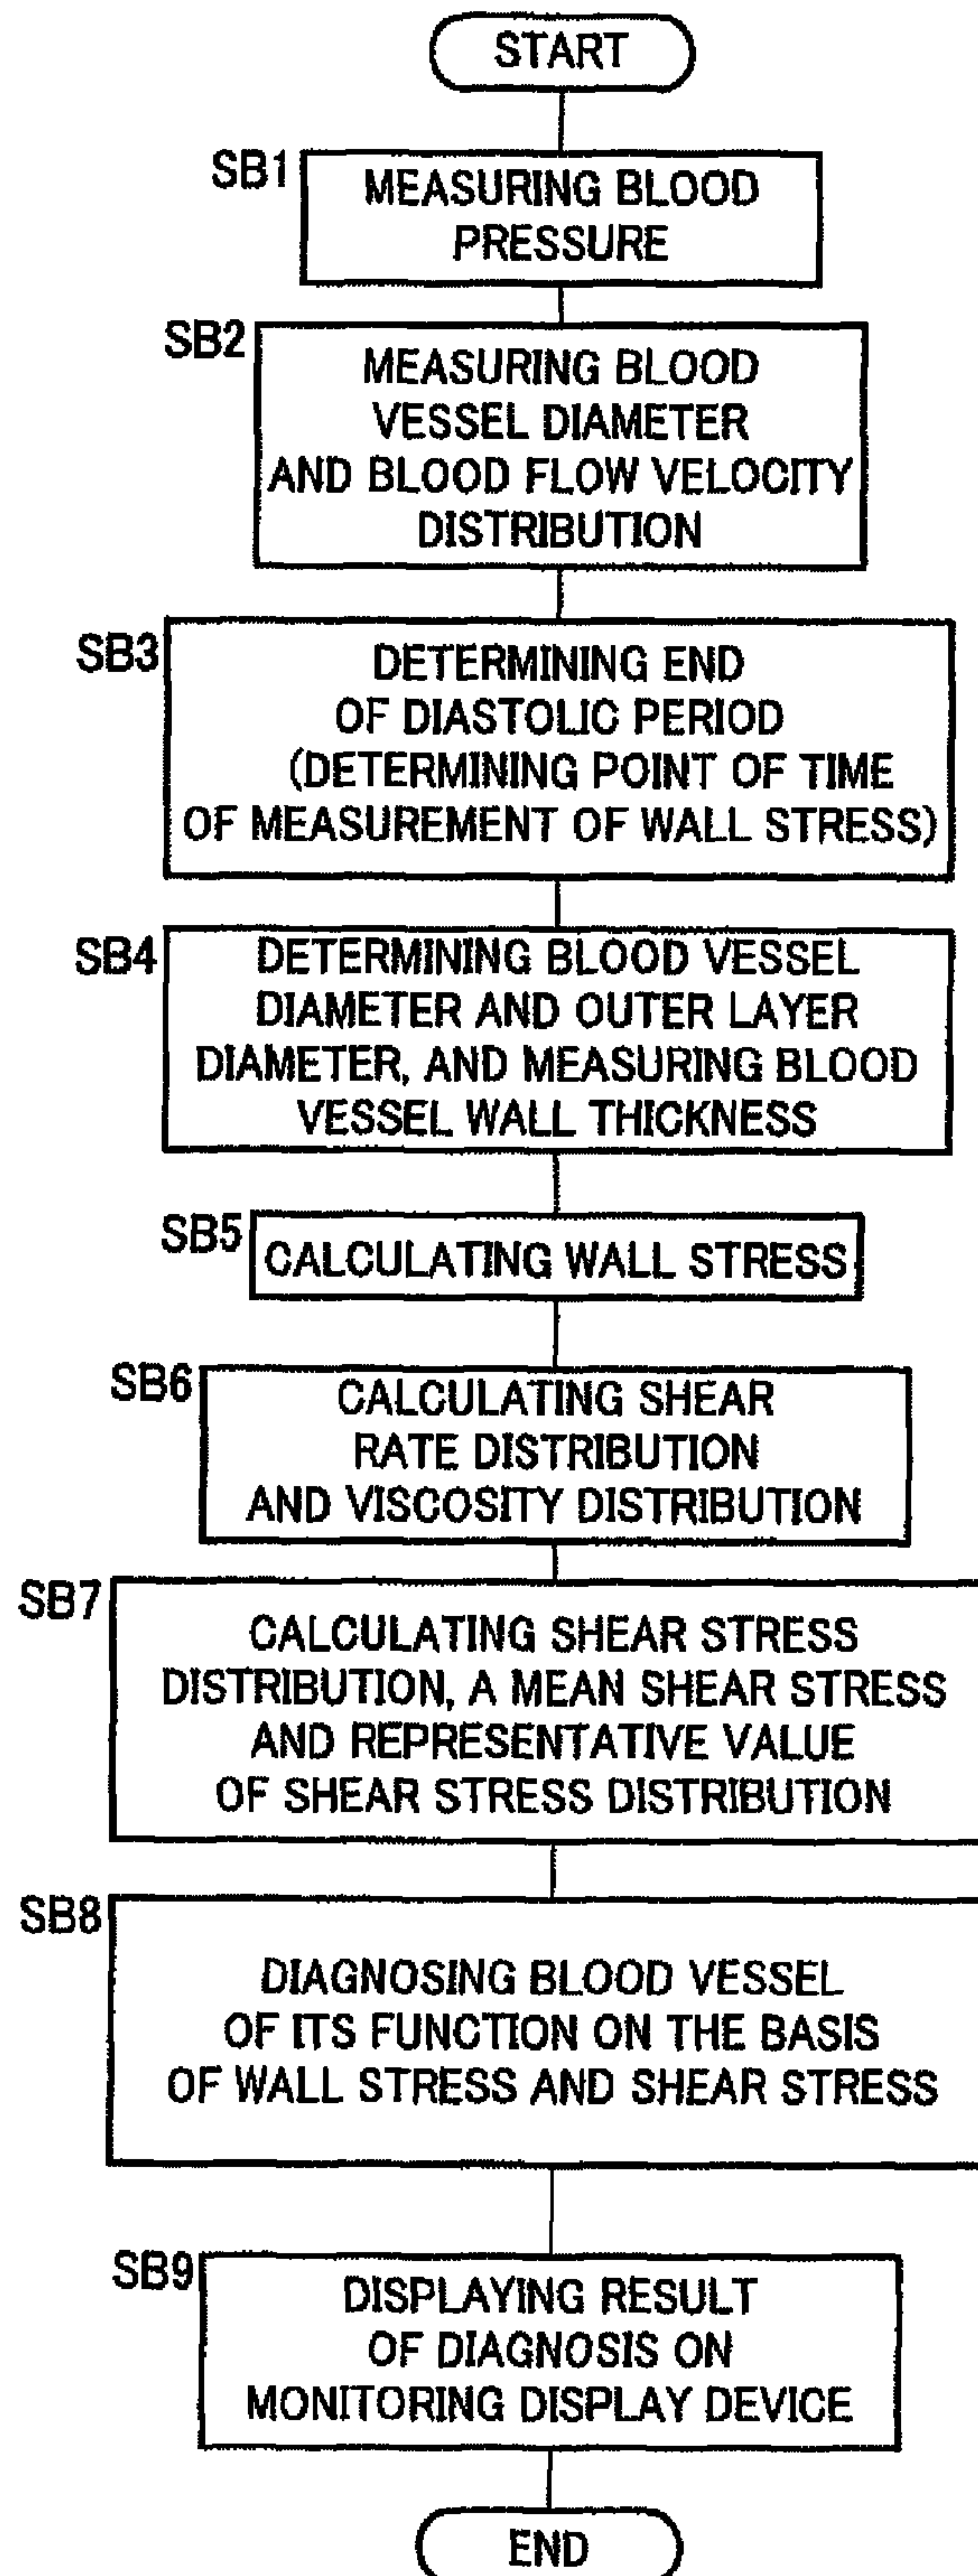 START
SB1
MEASURING BLOOD
PRESSURE
SB2
MEASURING BLOOD
VESSEL DIAMETER
AND BLOOD FLOW VELOCITY
DISTRIBUTION
SB3
DETERMINING END
OF DIASTOLIC PERIOD
(DETERMINING POINT OF TIME
OF MEASUREMENT OF WALL STRESS)
SB4
DETERMINING BLOOD VESSEL
DIAMETER AND OUTER LAYER
DIAMETER, AND MEASURING BLOOD
VESSEL WALL THICKNESS
SB5
CALCULATING WALL STRESS
SB6
CALCULATING SHEAR
RATE DISTRIBUTION
AND VISCOSITY DISTRIBUTION
SB7
CALCULATING SHEAR STRESS
DISTRIBUTION, A MEAN SHEAR STRESS
AND REPRESENTATIVE VALUE
OF SHEAR STRESS DISTRIBUTION
SB8
DIAGNOSING BLOOD VESSEL
OF ITS FUNCTION ON THE BASIS
OF WALL STRESS AND SHEAR STRESS
SB9
DISPLAYING RESULT
OF DIAGNOSIS ON
MONITORING DISPLAY DEVICE
END